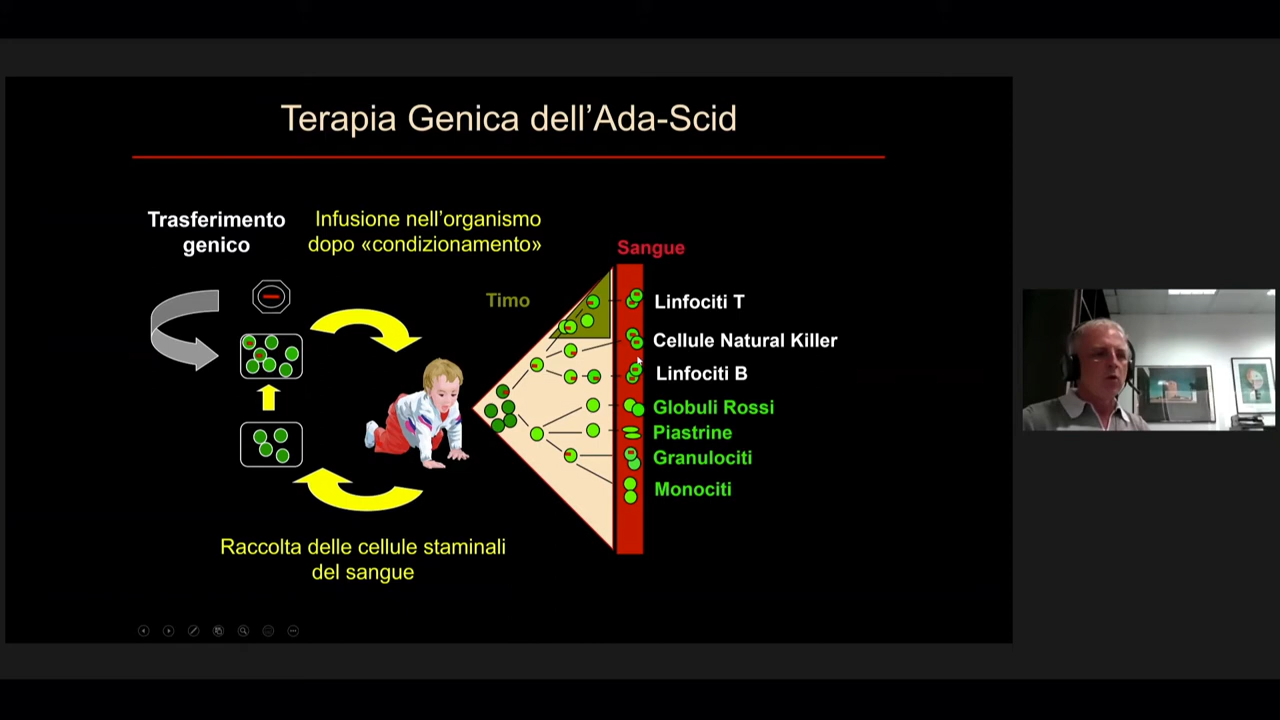 Terapia Genica dell’Ada-Scid
Trasferimento
genico
Infusione nell’organismo
dopo «condizionamento»
Sangue
Timo
Linfociti T
Cellule Natural Killer
Linfociti B
Globuli Rossi
Piastrine
Granulociti
Monociti
Raccolta delle cellule staminali
del sangue